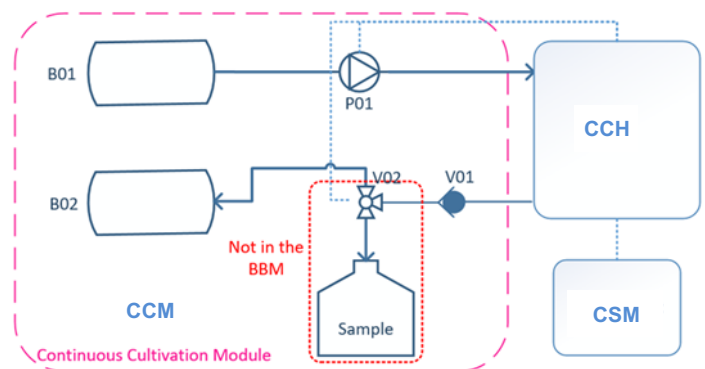 B01
P01
CCH
B02
V02
V01
Not in the
BBM
CCM
Sample
CSM
Continuous Cultivation Module